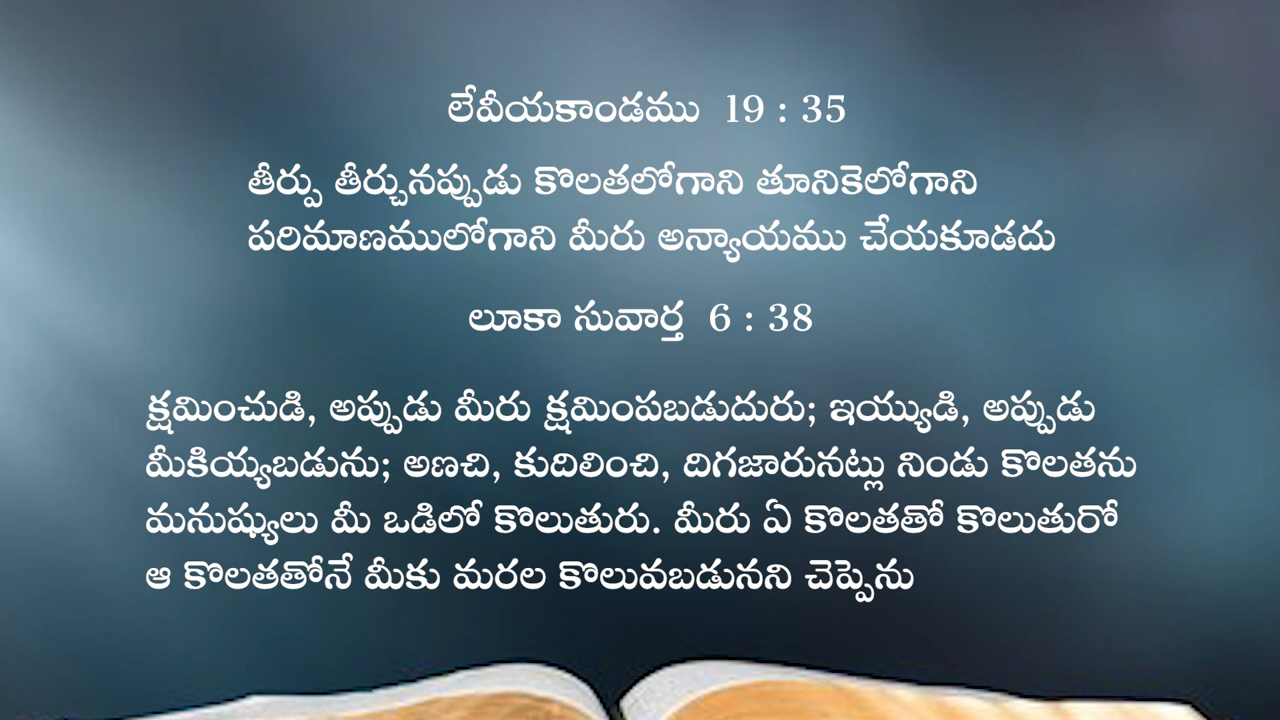 లేవీయకాండము 19 : 35
తీర్పు తీర్చునప్పుడు కొలతలోగాని తూనికెలోగాని
పరిమాణములోగాని మీరు అన్యాయము చేయకూడదు
లూకా సువార్త 6 : 38
క్షమించుడి, అప్పుడు మీరు క్షమింపబడుదురు; ఇయ్యుడి, అప్పుడు
మీకియ్యబడును; అణచి, కుదిలించి, దిగజారునట్లు నిండు కొలతను
మనుష్యులు మీ ఒడిలో కొలుతురు. మీరు ఏ కొలతతో కొలుతురో
ఆ కొలతతోనే మీకు మరల కొలువబడునని చెప్పెను